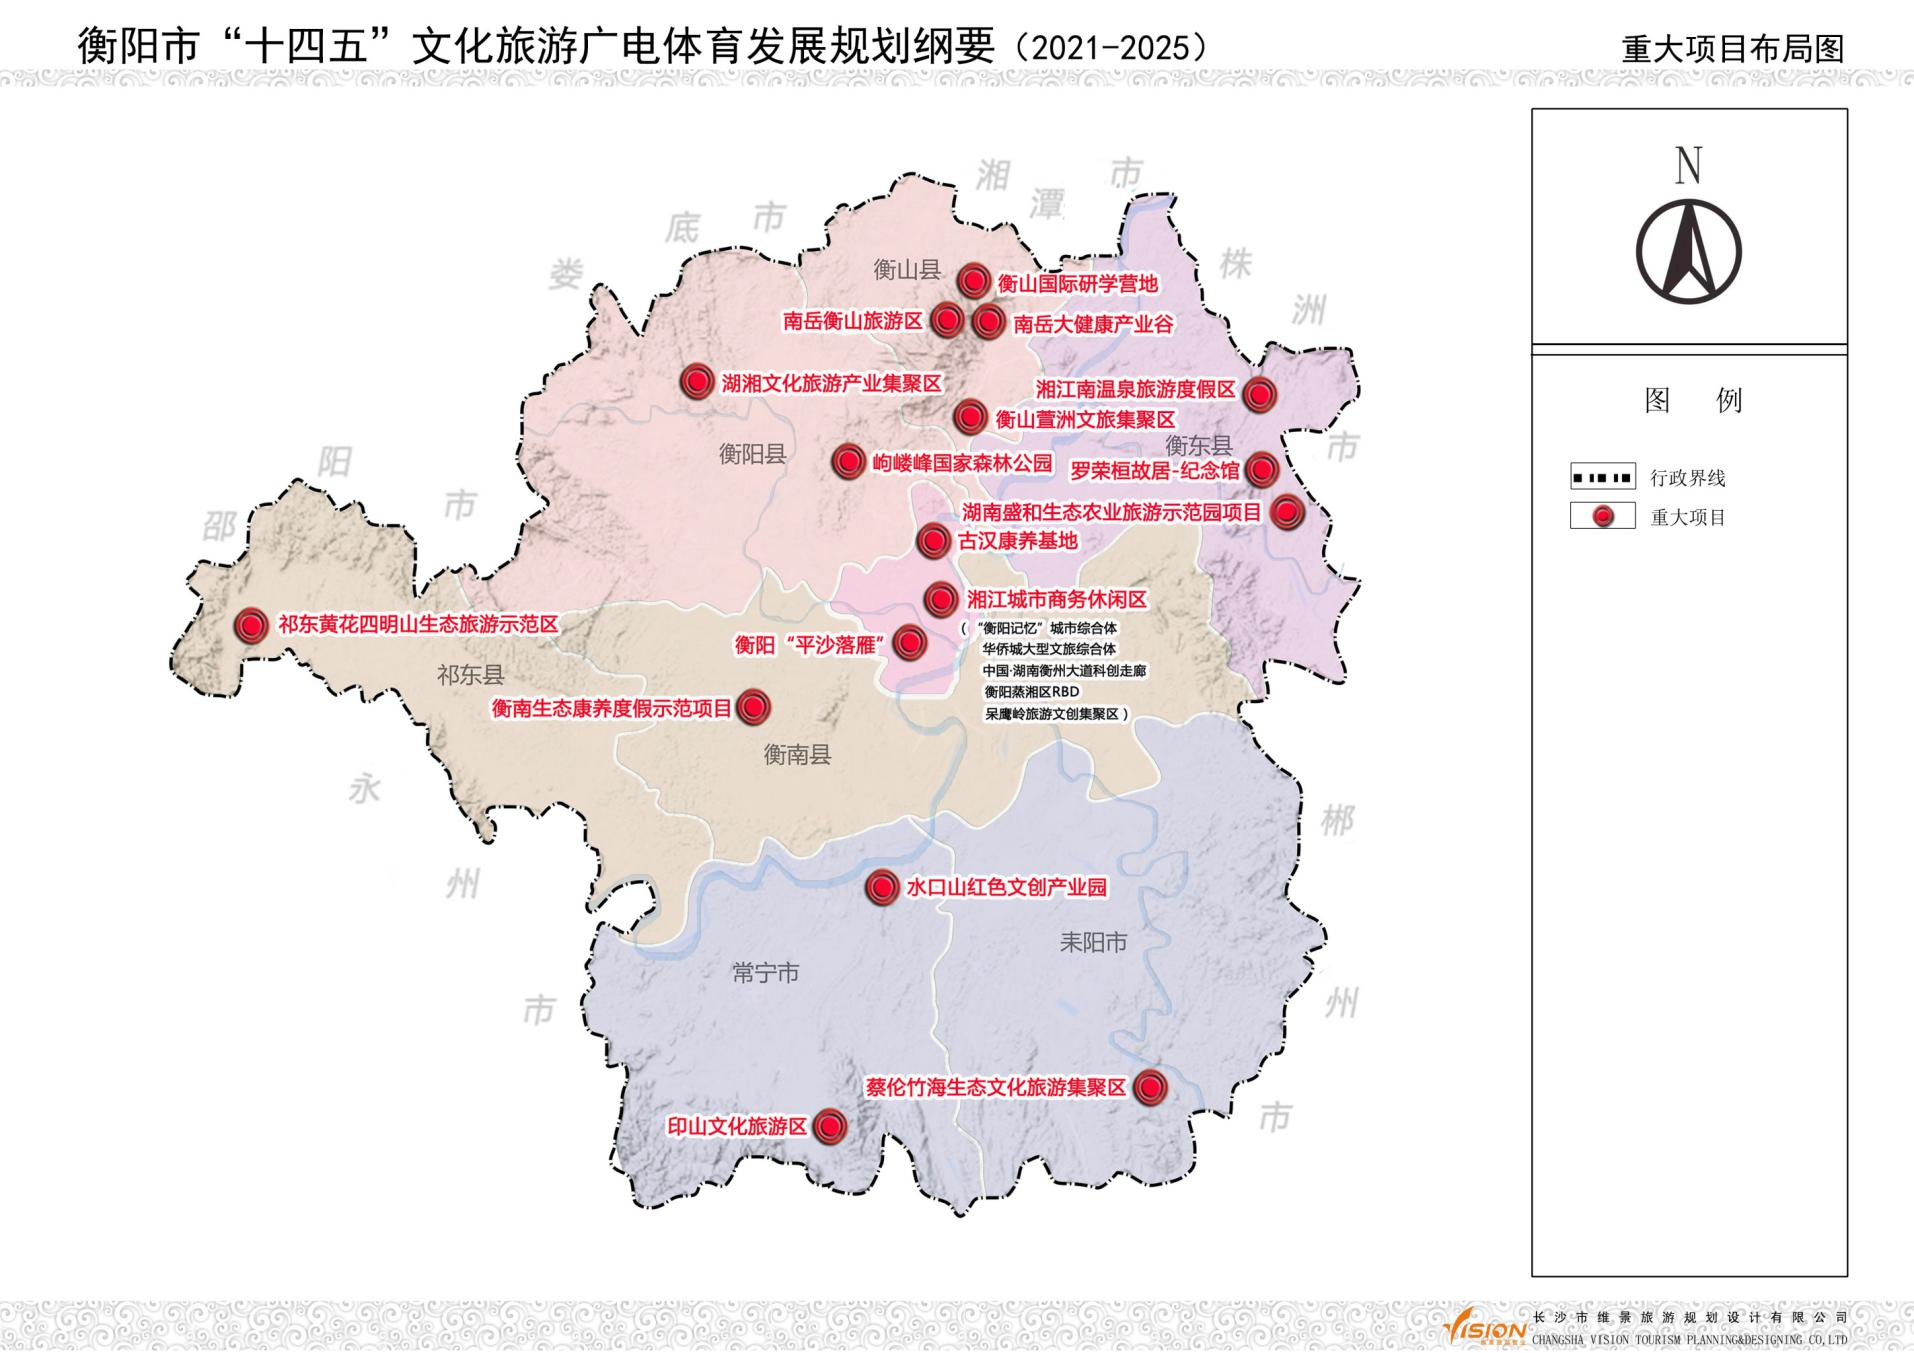 衡阳市“十四五”文化旅游广电体育发展规划纲要（2021-2025）
重大项目布局图
湘潭市
娄底市
株洲市
邵阳市
永州市
郴州市
衡山县
衡山国际研学营地
南岳衡山旅游区
南岳大健康产业谷
湖湘文化旅游产业集聚区
湘江南温泉旅游度假区
衡山萱洲文旅集聚区
衡东县
衡阳县
岣嵝峰国家森林公园
罗荣桓故居-纪念馆
湖南盛和生态农业旅游示范园项目
古汉康养基地
湘江城市商务休闲区
（“衡阳记忆”城市综合体
华侨城大型文旅综合体
中国·湖南衡州大道科创走廊
衡阳蒸湘区RBD
呆鹰岭旅游文创集聚区）
祁东黄花四明山生态旅游示范区
衡阳“平沙落雁”
祁东县
衡南生态康养度假示范项目
衡南县
水口山红色文创产业园
耒阳市
常宁市
蔡伦竹海生态文化旅游集聚区
印山文化旅游区
N
图 例
行政界线
重大项目
VISION
长沙市维景旅游规划设计有限公司
CHANGSHA VISION TOURISM PLANNING&DESIGNING CO,LTD